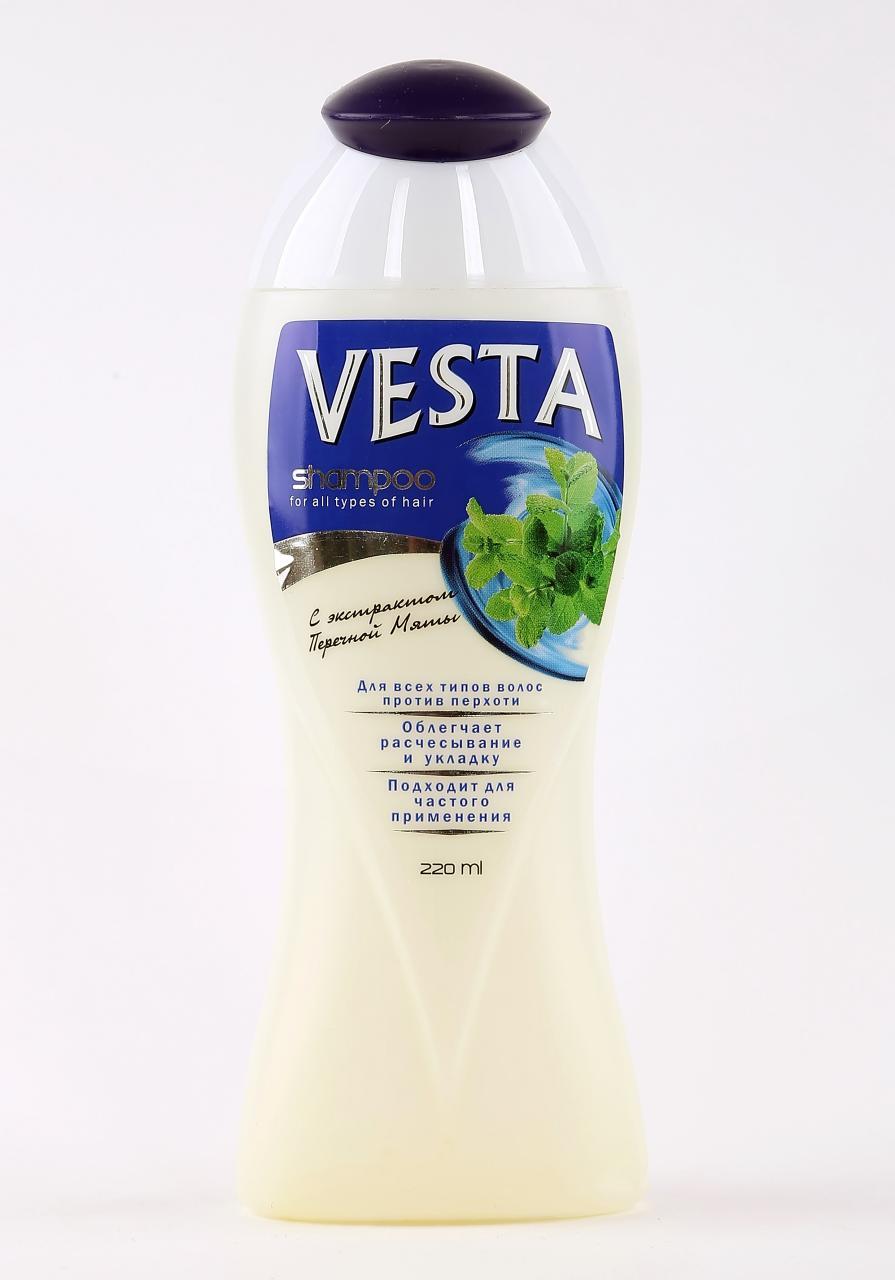 VESTA
shampoo
for all types of hair
С экстрактом
Перечной Мяты
Для всех типов волос
против перхоти
Облегчает
расчесывание
и укладку
Подходит для
частого
применения
220 ml